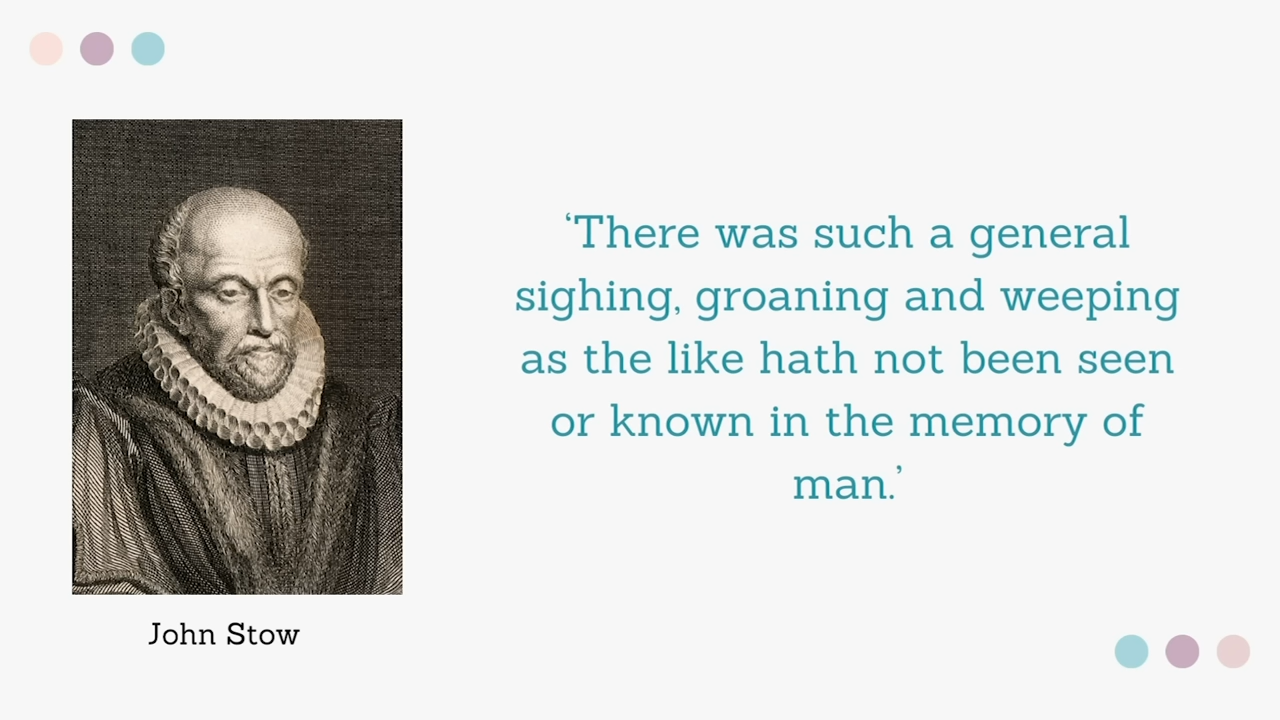 ‘There was such a general
sighing, groaning and weeping
as the like hath not been seen
or known in the memory of
man.’
John Stow